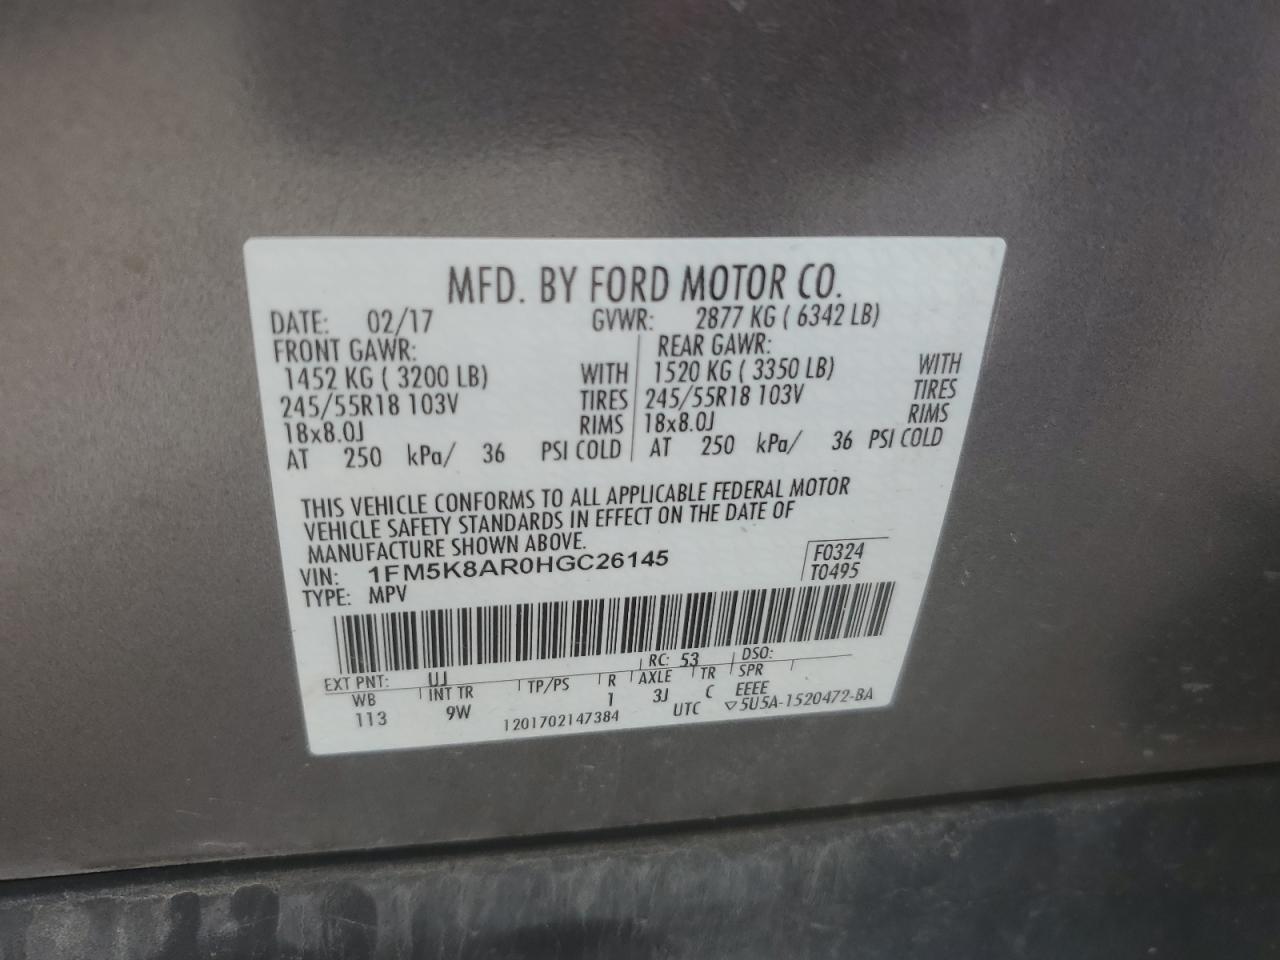 MFD. BY FORD MOTOR CO.
DATE: 02/17 GVWR: 2877 KG ( 6342 LB)
FRONT GAWR: REAR GAWR:
1452 KG ( 3200 LB) WITH 1520 KG ( 3350 LB) WITH
245/55R18 103V TIRES 245/55R18 103V TIRES
18x8.0J RIMS 18x8.0J RIMS
AT 250 kPa/ 36 PSI COLD AT 250 kPa/ 36 PSI COLD
THIS VEHICLE CONFORMS TO ALL APPLICABLE FEDERAL MOTOR
VEHICLE SAFETY STANDARDS IN EFFECT ON THE DATE OF
MANUFACTURE SHOWN ABOVE.
VIN: 1FM5K8AR0HGC26145 F0324
TYPE: MPV T0495
EXT PNT: UJ RC: 53 DSO:
WB INT TR TP/PS R AXLE TR SPR
113 9W 1 3J C EEEE
1201702147384 UTC ▽5U5A-1520472-BA